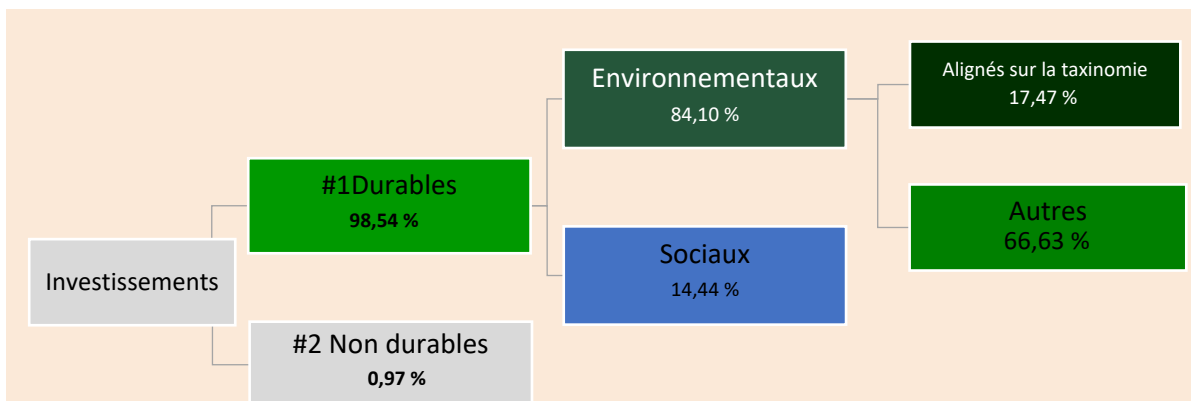 Investissements
#1Durables
98,54 %
#2 Non durables
0,97 %
Environnementaux
84,10 %
Sociaux
14,44 %
Alignés sur la taxinomie
17,47 %
Autres
66,63 %